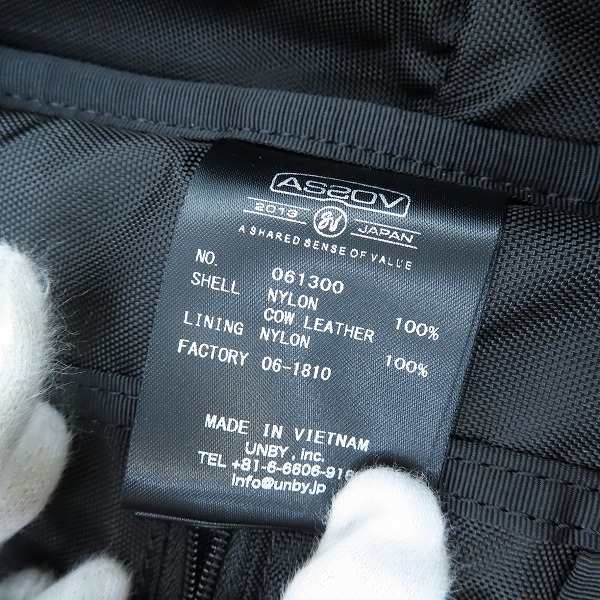 AS2OV
2013 JAPAN
A SHARED SENSE OF VALUE
NO. 061300
SHELL NYLON
COW LEATHER 100%
LINING NYLON 100%
FACTORY 06-1810
MADE IN VIETNAM
UNBY, inc.
TEL +81-6-6606-91
info@unby.jp